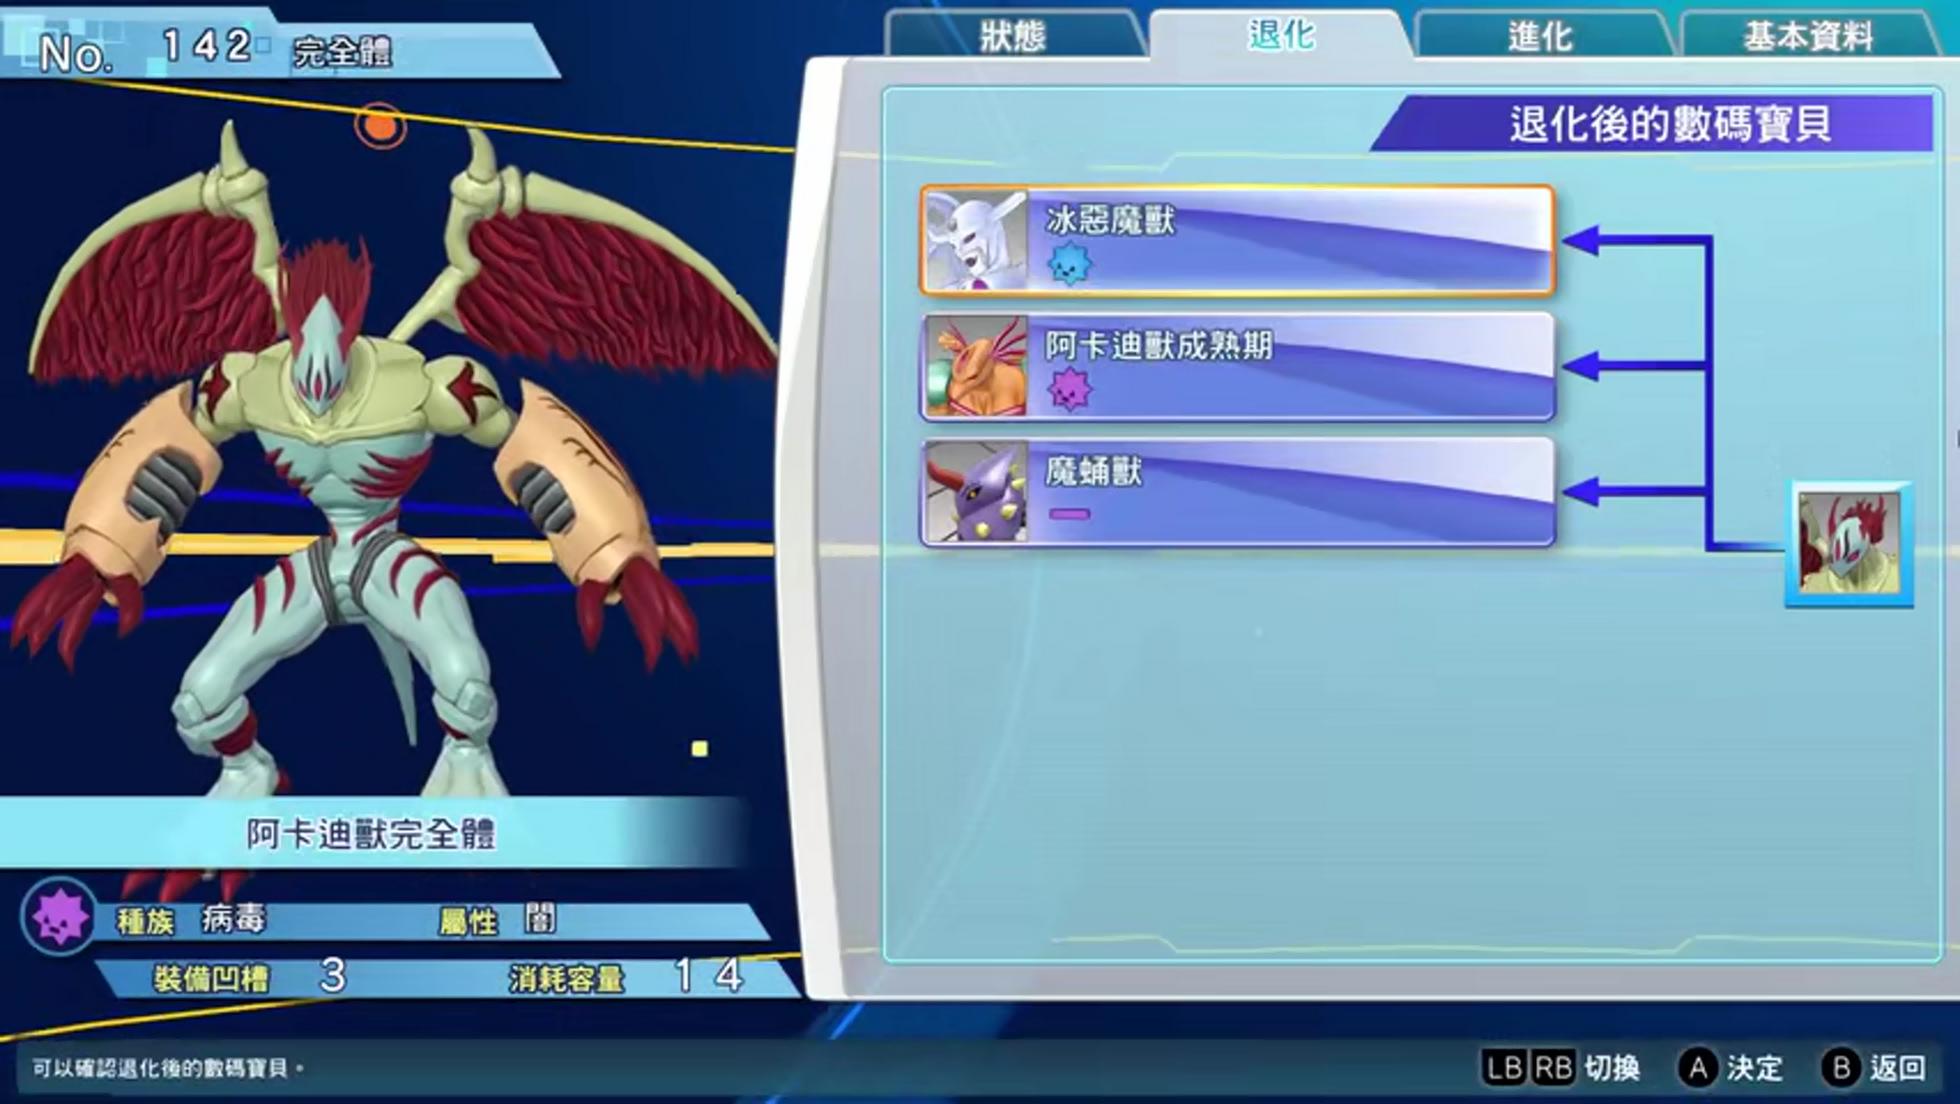 No. 142 完全體
狀態 退化 進化 基本資料
退化後的數碼寶貝
冰惡魔獸
阿卡迪獸成熟期
魔蛹獸
阿卡迪獸完全體
種族 病毒 屬性 闇
裝備凹槽 3 消耗容量 14
可以確認退化後的數碼寶貝。
LB RB 切換 A 決定 B 返回